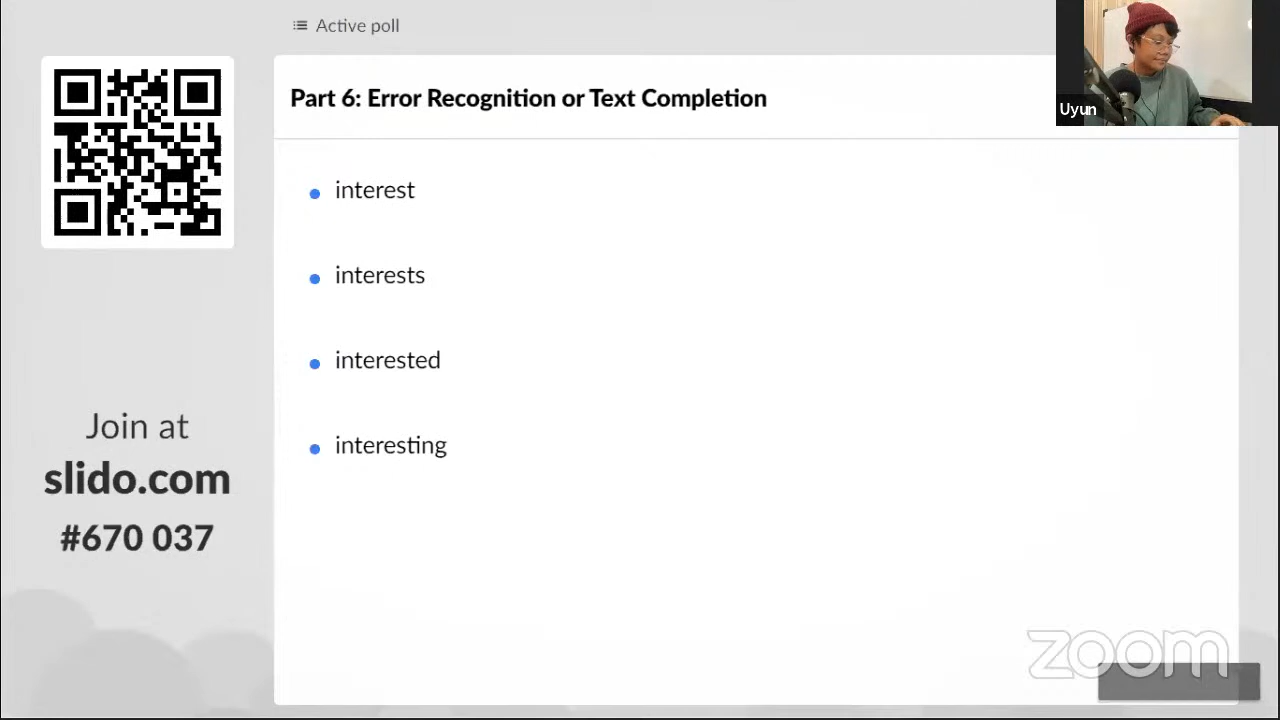 Active poll
Part 6: Error Recognition or Text Completion
Uyun
interest
interests
interested
interesting
Join at
slido.com
#670 037
zoom